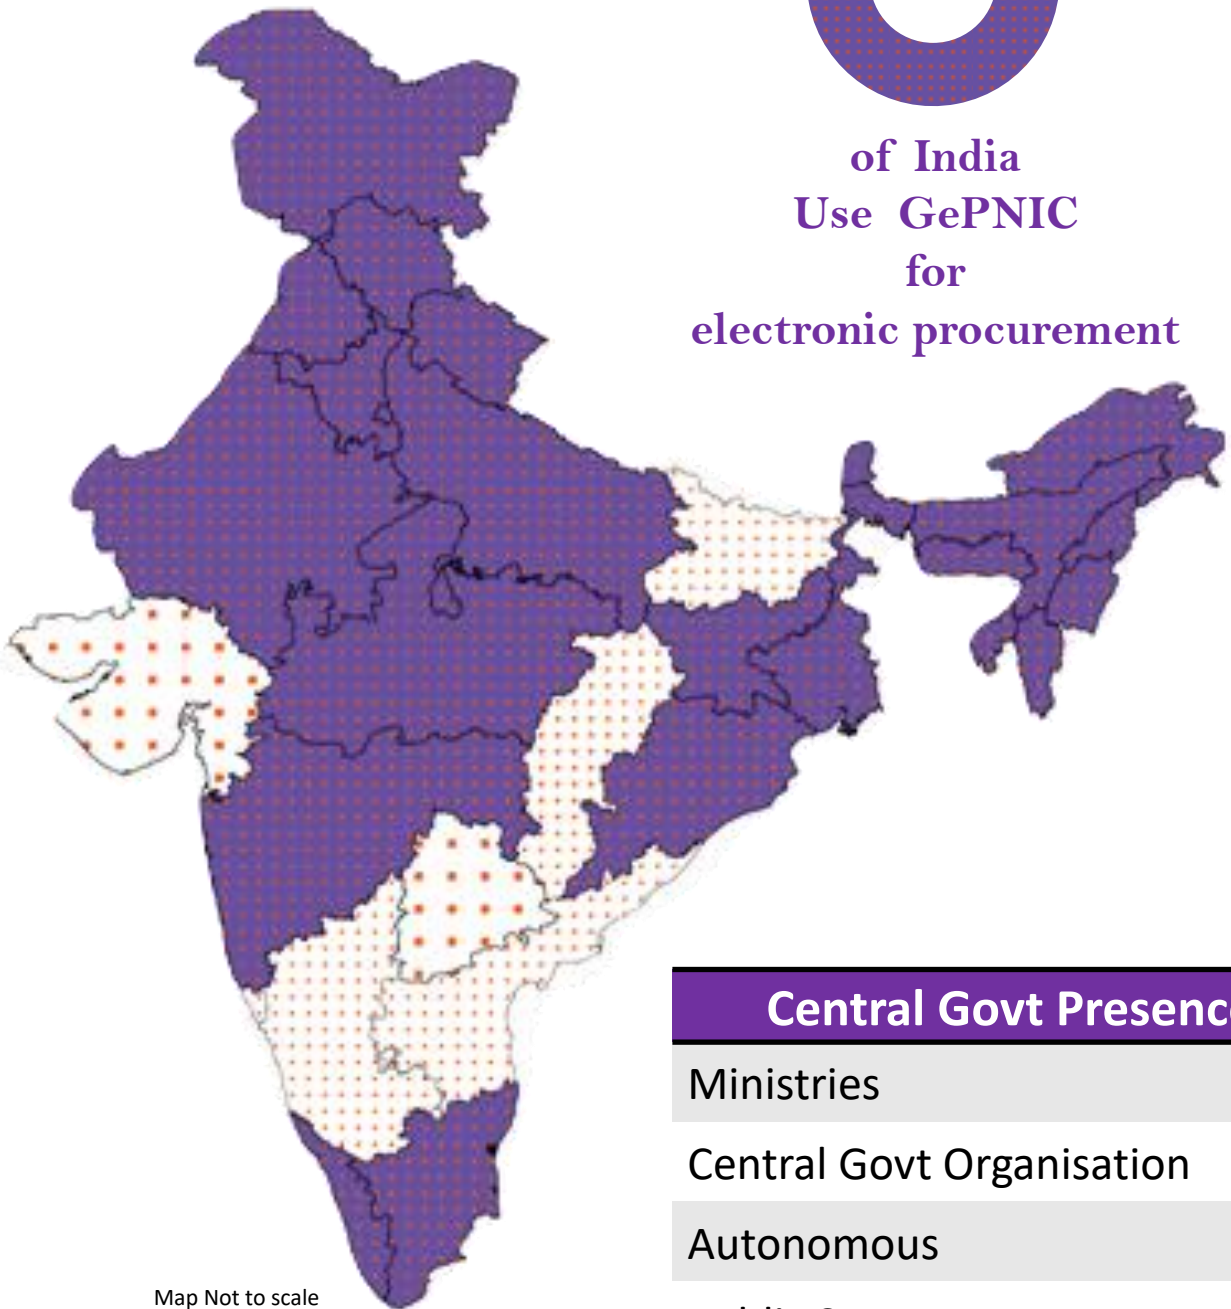 of India
Use GePNIC
for
electronic procurement
Central Govt Presenc
Ministries
Central Govt Organisation
Autonomous
Map Not to scale